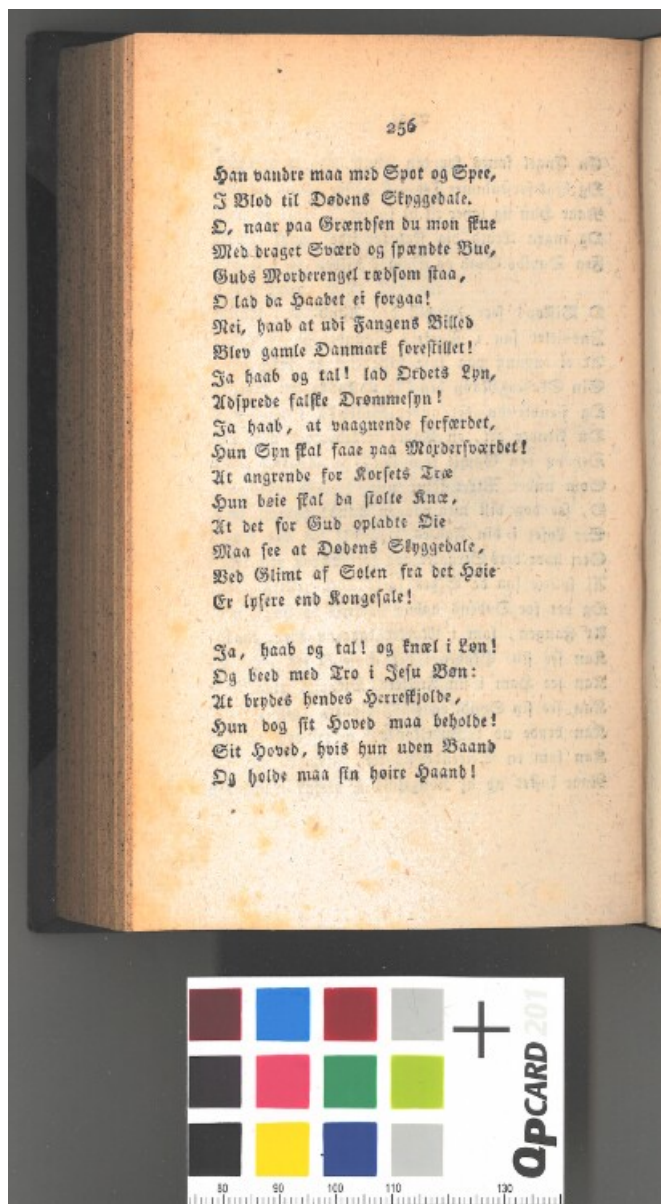 256
Han vandre maa med Spot og Spee,
I Blod til Dødens Skyggedale.
O, naar paa Grændsen du mon skue
Med draget Sværd og spændte Bue,
Guds Morderengel rædsom staa,
O lad da Haabet ei forgaa!
Nei, haab at udi Fangens Billed
Blev gamle Danmark forestillet!
Ja haab og tal! lad Ordets Lyn,
Adsprede falske Drømmesyn!
Ja haab, at vaagnende forfærdet,
Hun Syn skal faae paa Mordersværdet!
At angrende for Korsets Træ
Hun bøie skal da stolte Knæ,
At det for Gud opladte Øie
Maa see at Dødens Skyggedale,
Ved Glimt af Solen fra det Høie
Er lysere end Kongesale!
Ja, haab og tal! og knæl i Løn!
Og beed med Tro i Jesu Bøn:
At brydes hendes Herreskjolde,
Hun dog sit Hoved maa beholde!
Sit Hoved, hvis hun uden Baand
Og holde maa sin høire Haand!
QPCARD 201
80 90 100 110 130